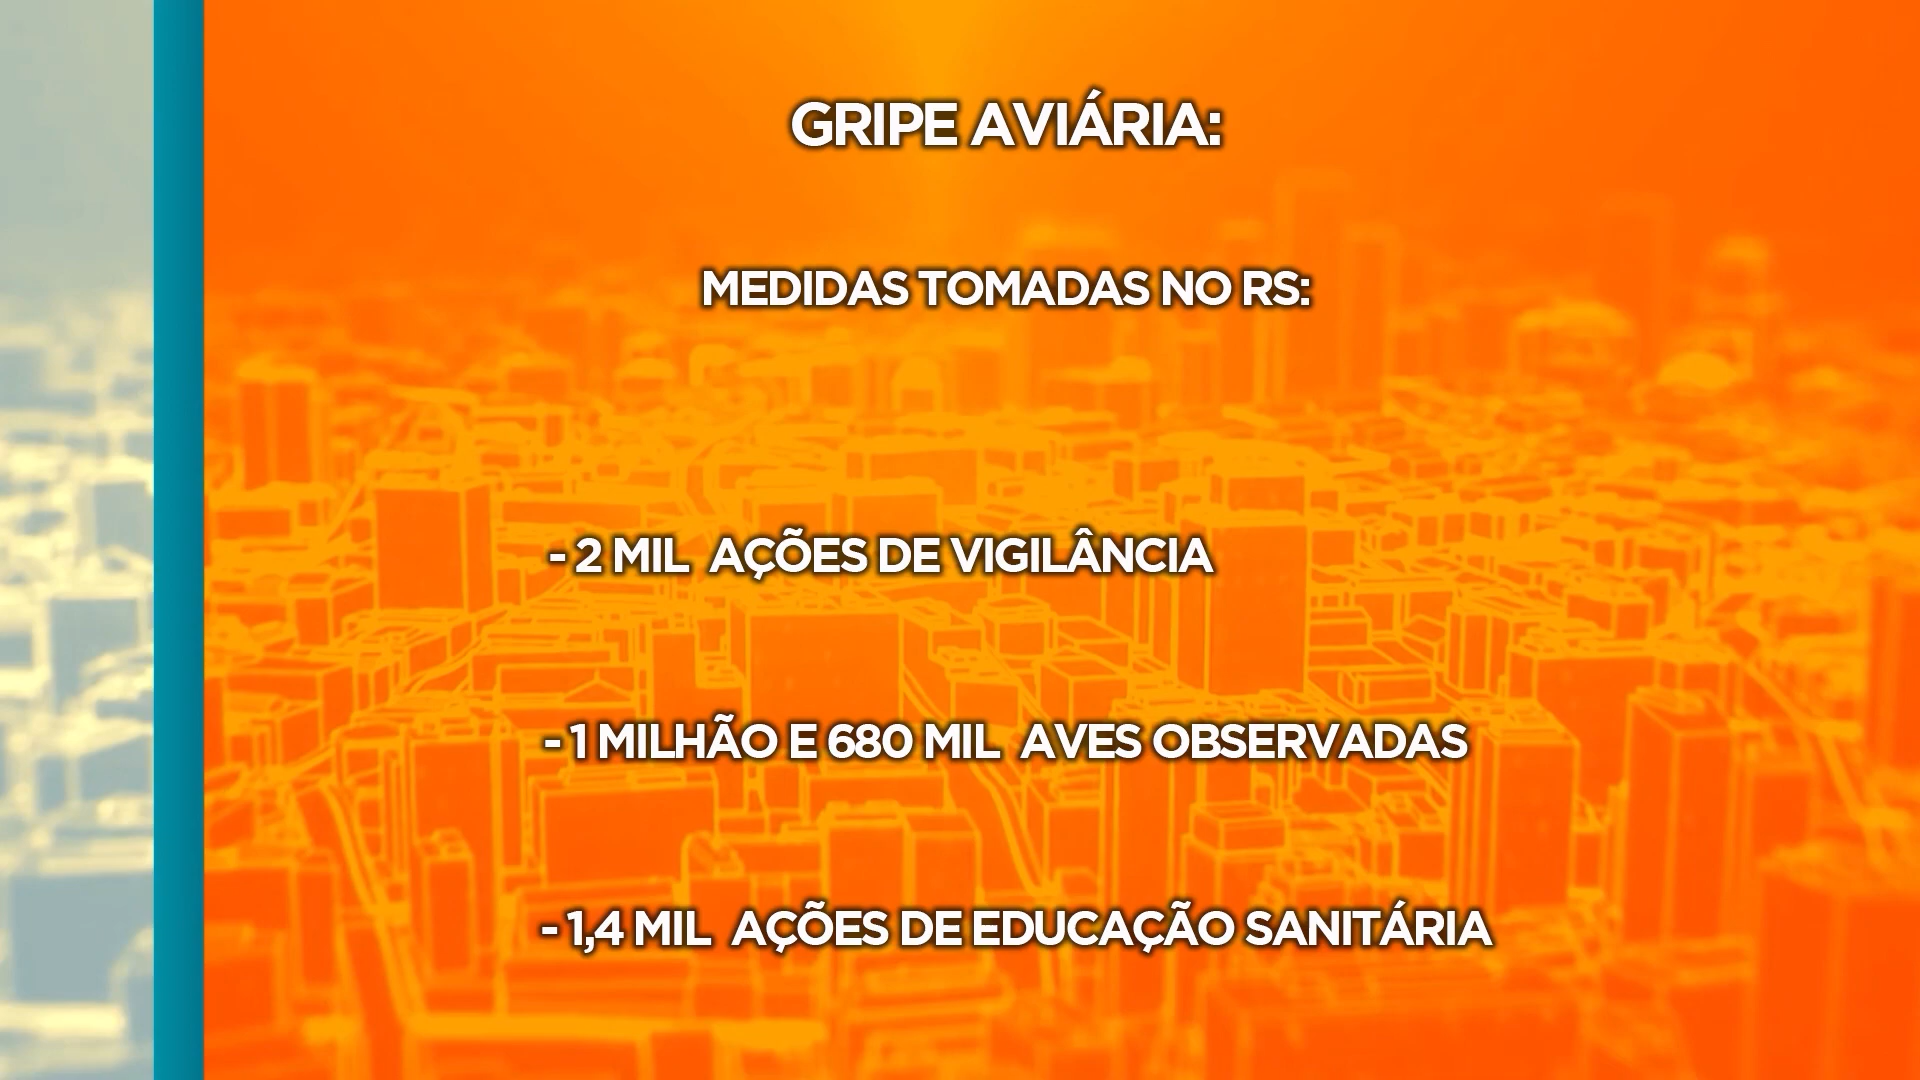 GRIPE AVIÁRIA:
MEDIDAS TOMADAS NO RS:
- 2 MIL AÇÕES DE VIGILÂNCIA
- 1 MILHÃO E 680 MIL AVES OBSERVADAS
- 1,4 MIL AÇÕES DE EDUCAÇÃO SANITÁRIA